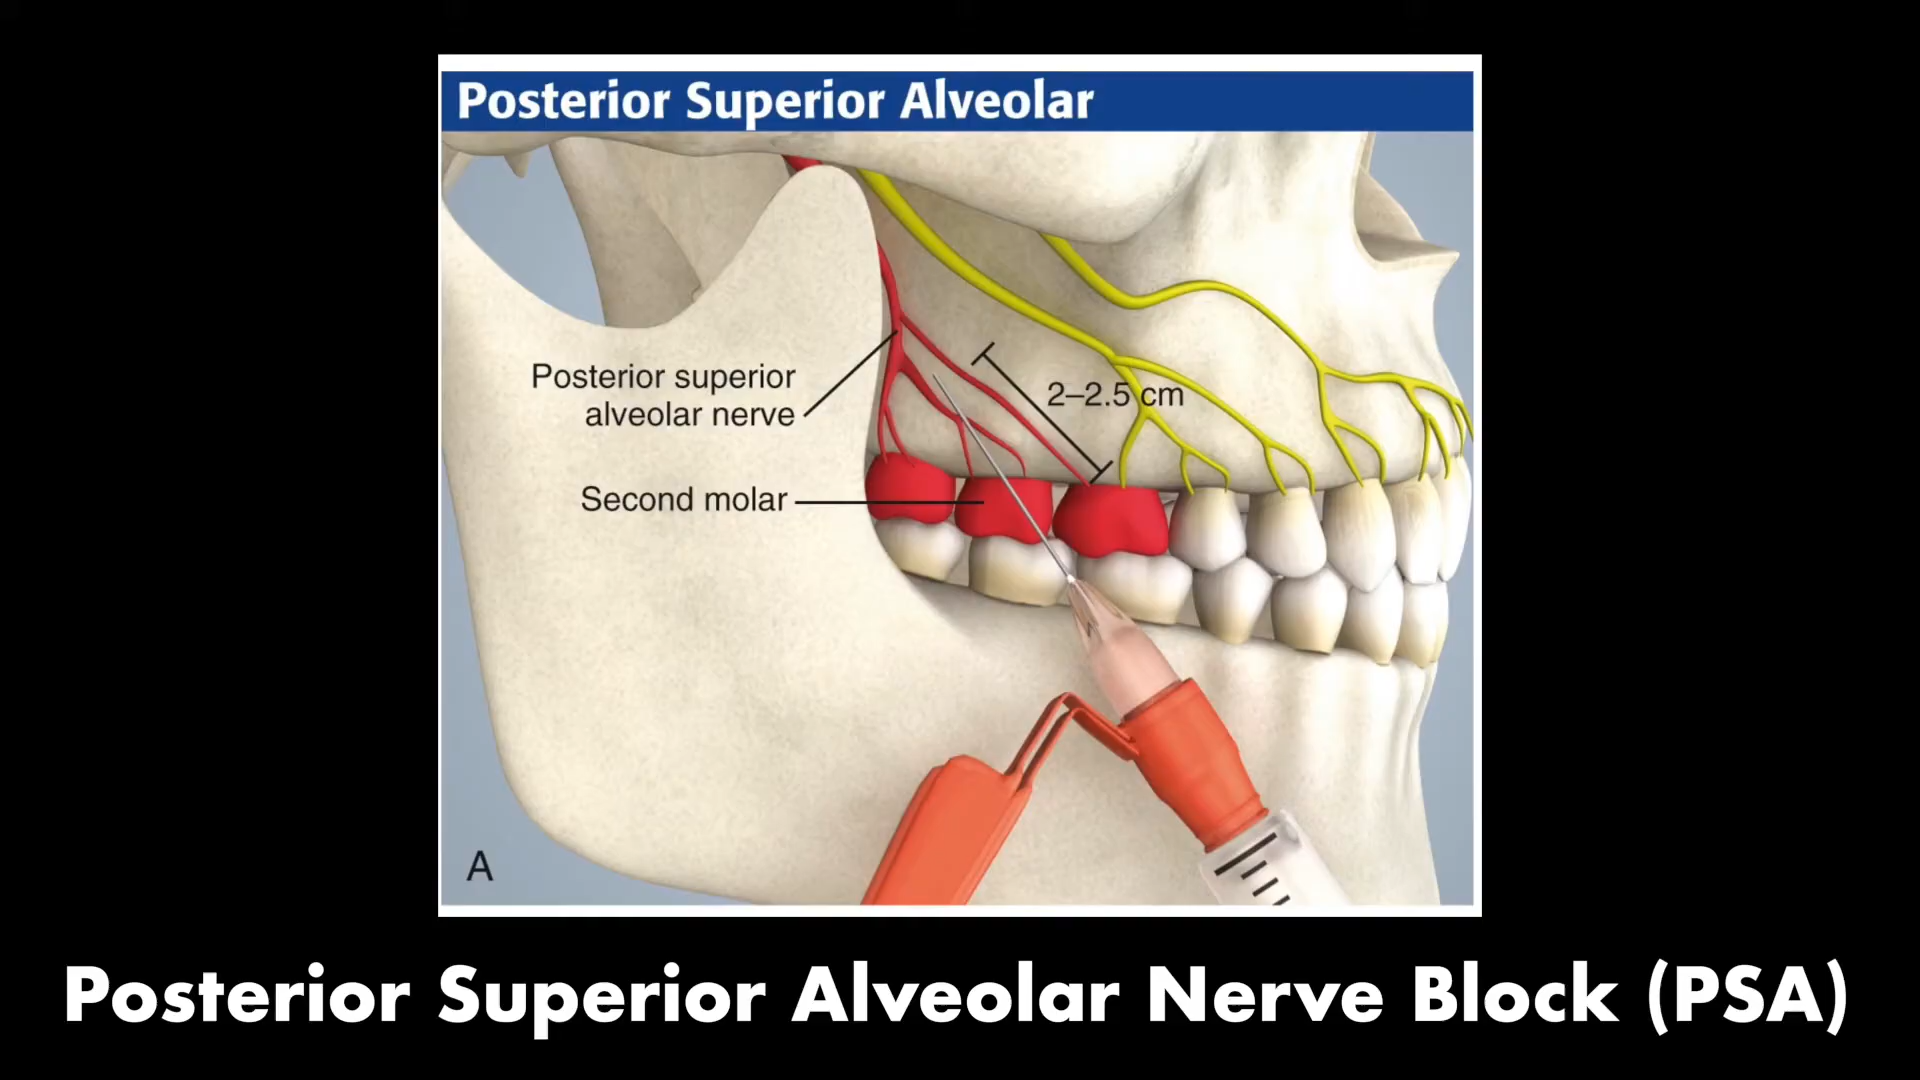 Posterior Superior Alveolar
Posterior superior
alveolar nerve
2–2.5 cm
Second molar
A
Posterior Superior Alveolar Nerve Block (PSA)